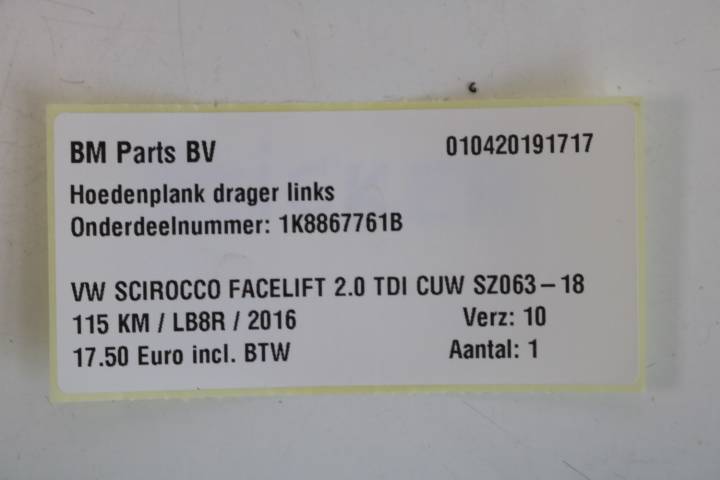 BM Parts BV 010420191717
Hoedenplank drager links
Onderdeelnummer: 1K8867761B
VW SCIROCCO FACELIFT 2.0 TDI CUW SZ063-18
115 KM / LB8R / 2016 Verz: 10
17.50 Euro incl. BTW Aantal: 1